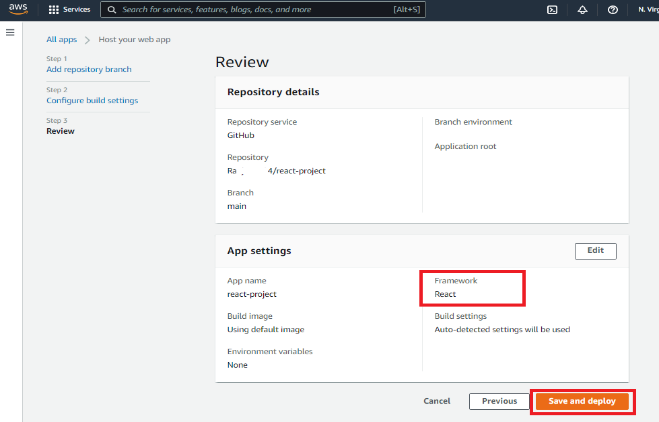 aws
Services
Search for services, features, blogs, docs, and more
[Alt+S]
N. Virg
All apps
Host your web app
Step 1
Add repository branch
Step 2
Configure build settings
Step 3
Review
Review
Repository details
Repository service
GitHub
Repository
Ra 4/react-project
Branch
main
Branch environment
Application root
App settings
Edit
App name
react-project
Build image
Using default image
Environment variables
None
Framework
React
Build settings
Auto-detected settings will be used
Cancel
Previous
Save and deploy